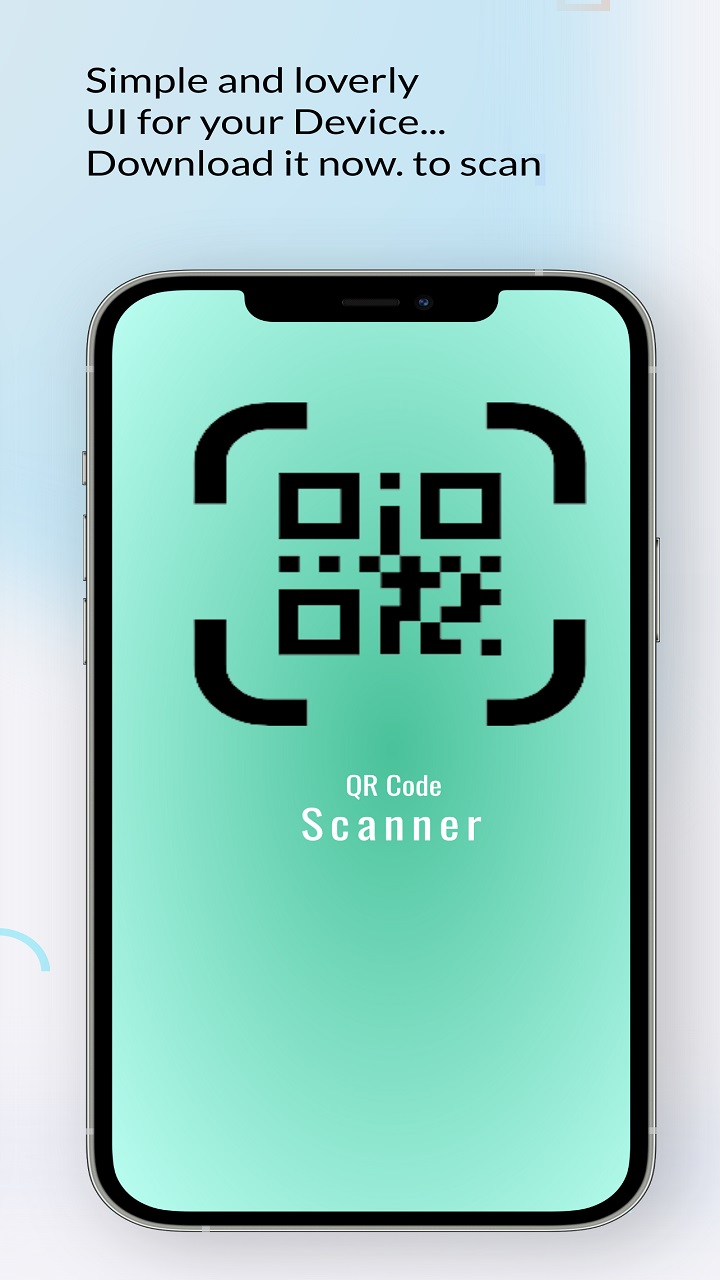 Simple and loverly
UI for your Device...
Download it now. to scan
QR Code
Scanner